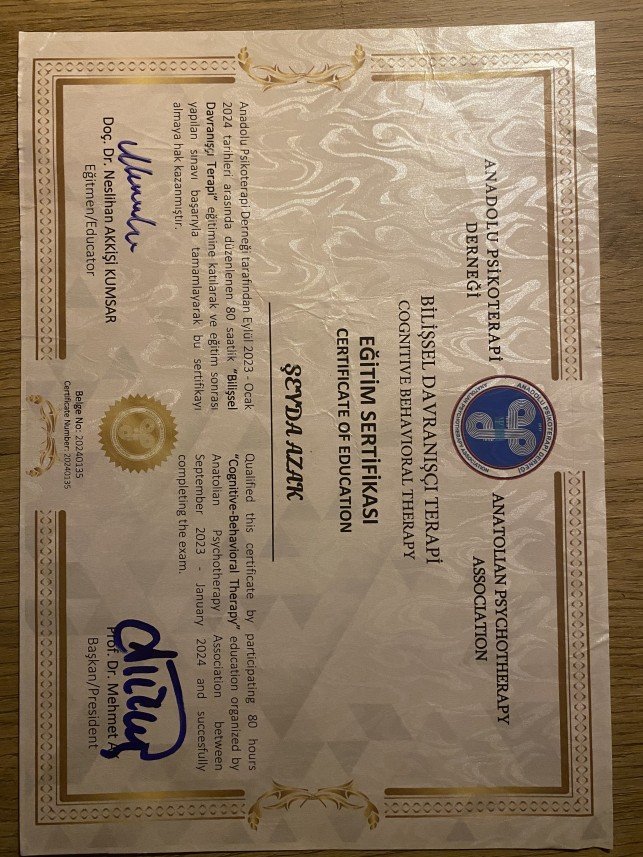 ANADOLU PSİKOTERAPİ
DERNEĞİ
ANADOLU PSİKOTERAPİ DERNEĞİ
ANATOLIAN PSYCHOTHERAPY
ASSOCIATION
BİLİŞSEL DAVRANIŞÇI TERAPİ
COGNITIVE BEHAVIORAL THERAPY
EĞİTİM SERTİFİKASI
CERTIFICATE OF EDUCATION
ŞEYDA AZAK
Anadolu Psikoterapi Derneği tarafından Eylül 2023 - Ocak
2024 tarihleri arasında düzenlenen 80 saatlik "Bilişsel
Davranışçı Terapi" eğitimine katılarak ve eğitim sonrası
yapılan sınavı başarıyla tamamlayarak bu sertifikayı
almaya hak kazanmıştır.
Qualified this certificate by participating 80 hours
"Cognitive-Behavioral Therapy" education organized by
Anatolian Psychotherapy Association between
September 2023 - January 2024 and succesfully
completing the exam.
Doç. Dr. Neslihan AKKİŞİ KUMSAR
Eğitmen/Educator
Belge No: 20240135
Certificate Number: 20240135
Prof. Dr. Mehmet A
Başkan/President